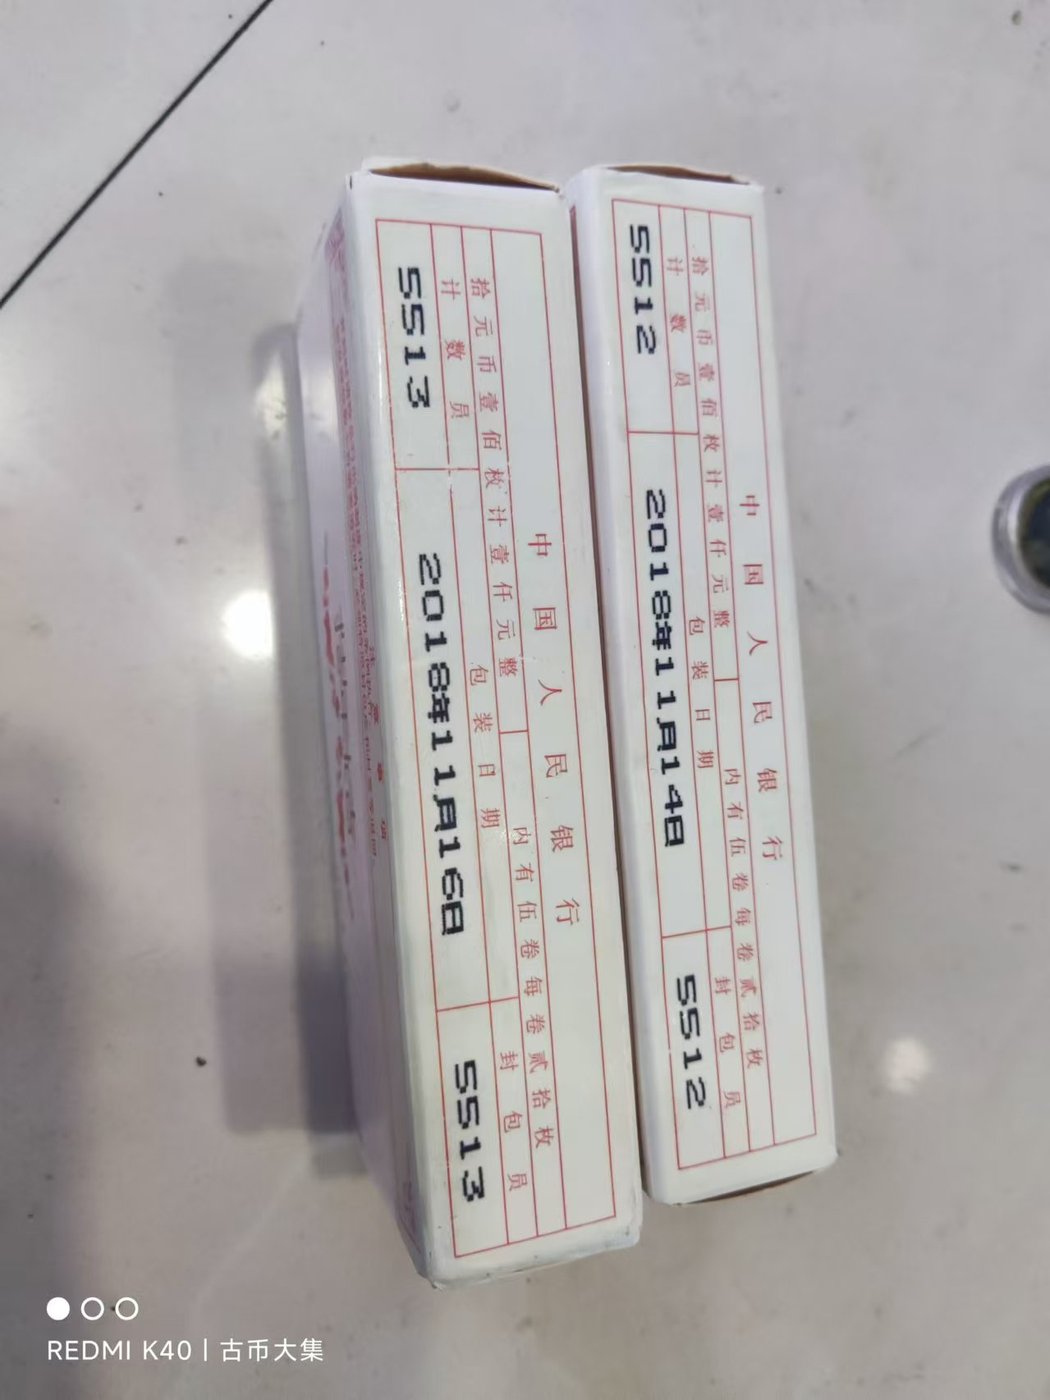 中国人民银行
拾元币壹佰枚计壹仟元整
内有伍卷每卷贰拾枚
计数员
包装日期
封包员
5513
2018年11月16日
5513
中国人民银行
拾元币壹佰枚计壹仟元整
内有伍卷每卷贰拾枚
计数员
包装日期
封包员
5512
2018年11月14日
5512
REDMI K40 | 古币大集